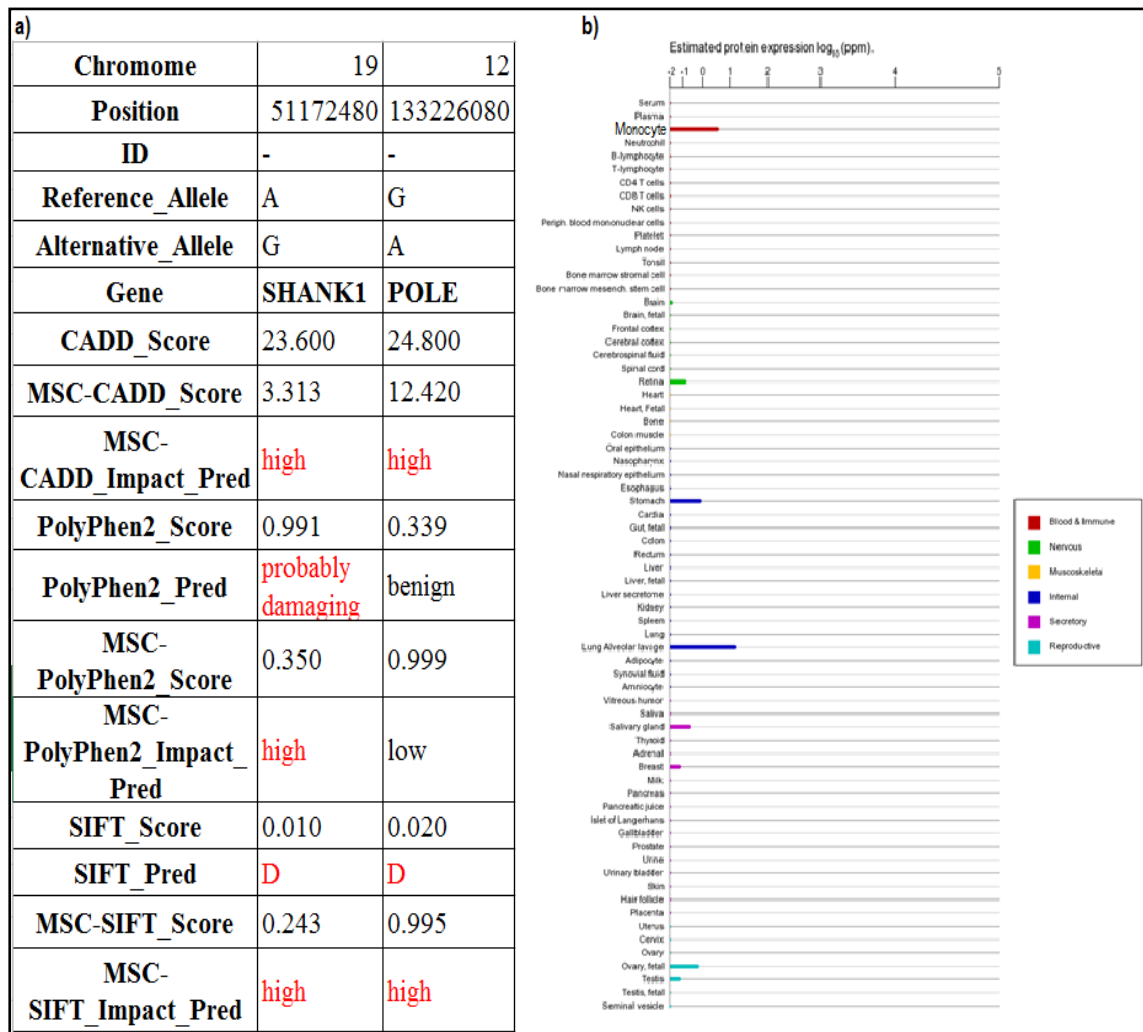 a)
Chromome 19 12
Position 51172480 133226080
ID - -
Reference_Allele A G
Alternative_Allele G A
Gene SHANK1 POLE
CADD_Score 23.600 24.800
MSC-CADD_Score 3.313 12.420
MSC-
CADD_Impact_Pred high high
PolyPhen2_Score 0.991 0.339
PolyPhen2_Pred probably
damaging benign
MSC-
PolyPhen2_Score 0.350 0.999
MSC-
PolyPhen2_Impact_
Pred high low
SIFT_Score 0.010 0.020
SIFT_Pred D D
MSC-SIFT_Score 0.243 0.995
MSC-
SIFT_Impact_Pred high high
b)
Estimated protein expression log10(ppm).
-2 -1 0 1 2 3 4 5
Serum
Plasma
Monocyte
Neutrophil
B-lymphocyte
T-lymphocyte
CD4 T cells
CD8 T cells
NK cells
Periph. blood mononuclear cells
Platelet
Lymph node
Tonsil
Bone marrow stromal cell
Bone marrow mesench. stem cell
Brain
Brain, fetal
Frontal cortex
Cerebral cortex
Cerebrospinal fluid
Spinal cord
Retina
Heart
Heart, Fetal
Bone
Colon muscle
Oral epithelium
Nasopharynx
Nasal respiratory epithelium
Esophagus
Stomach
Cardia
Gut, fetal
Colon
Rectum
Liver
Liver, fetal
Liver secretome
Kidney
Spleen
Lung
Lung Alveolar lavage
Adipocyte
Synovial fluid
Amniocyte
Vitreous humor
Saliva
Salivary gland
Thyroid
Adrenal
Breast
Milk
Pancreas
Pancreatic juice
Islet of Langerhans
Gallbladder
Prostate
Urine
Urinary bladder
Skin
Hair follicle
Placenta
Uterus
Cervix
Ovary
Ovary, fetal
Testis
Testis, fetal
Seminal vesicle
Blood & Immune
Nervous
Muscoskeletal
Internal
Secretory
Reproductive